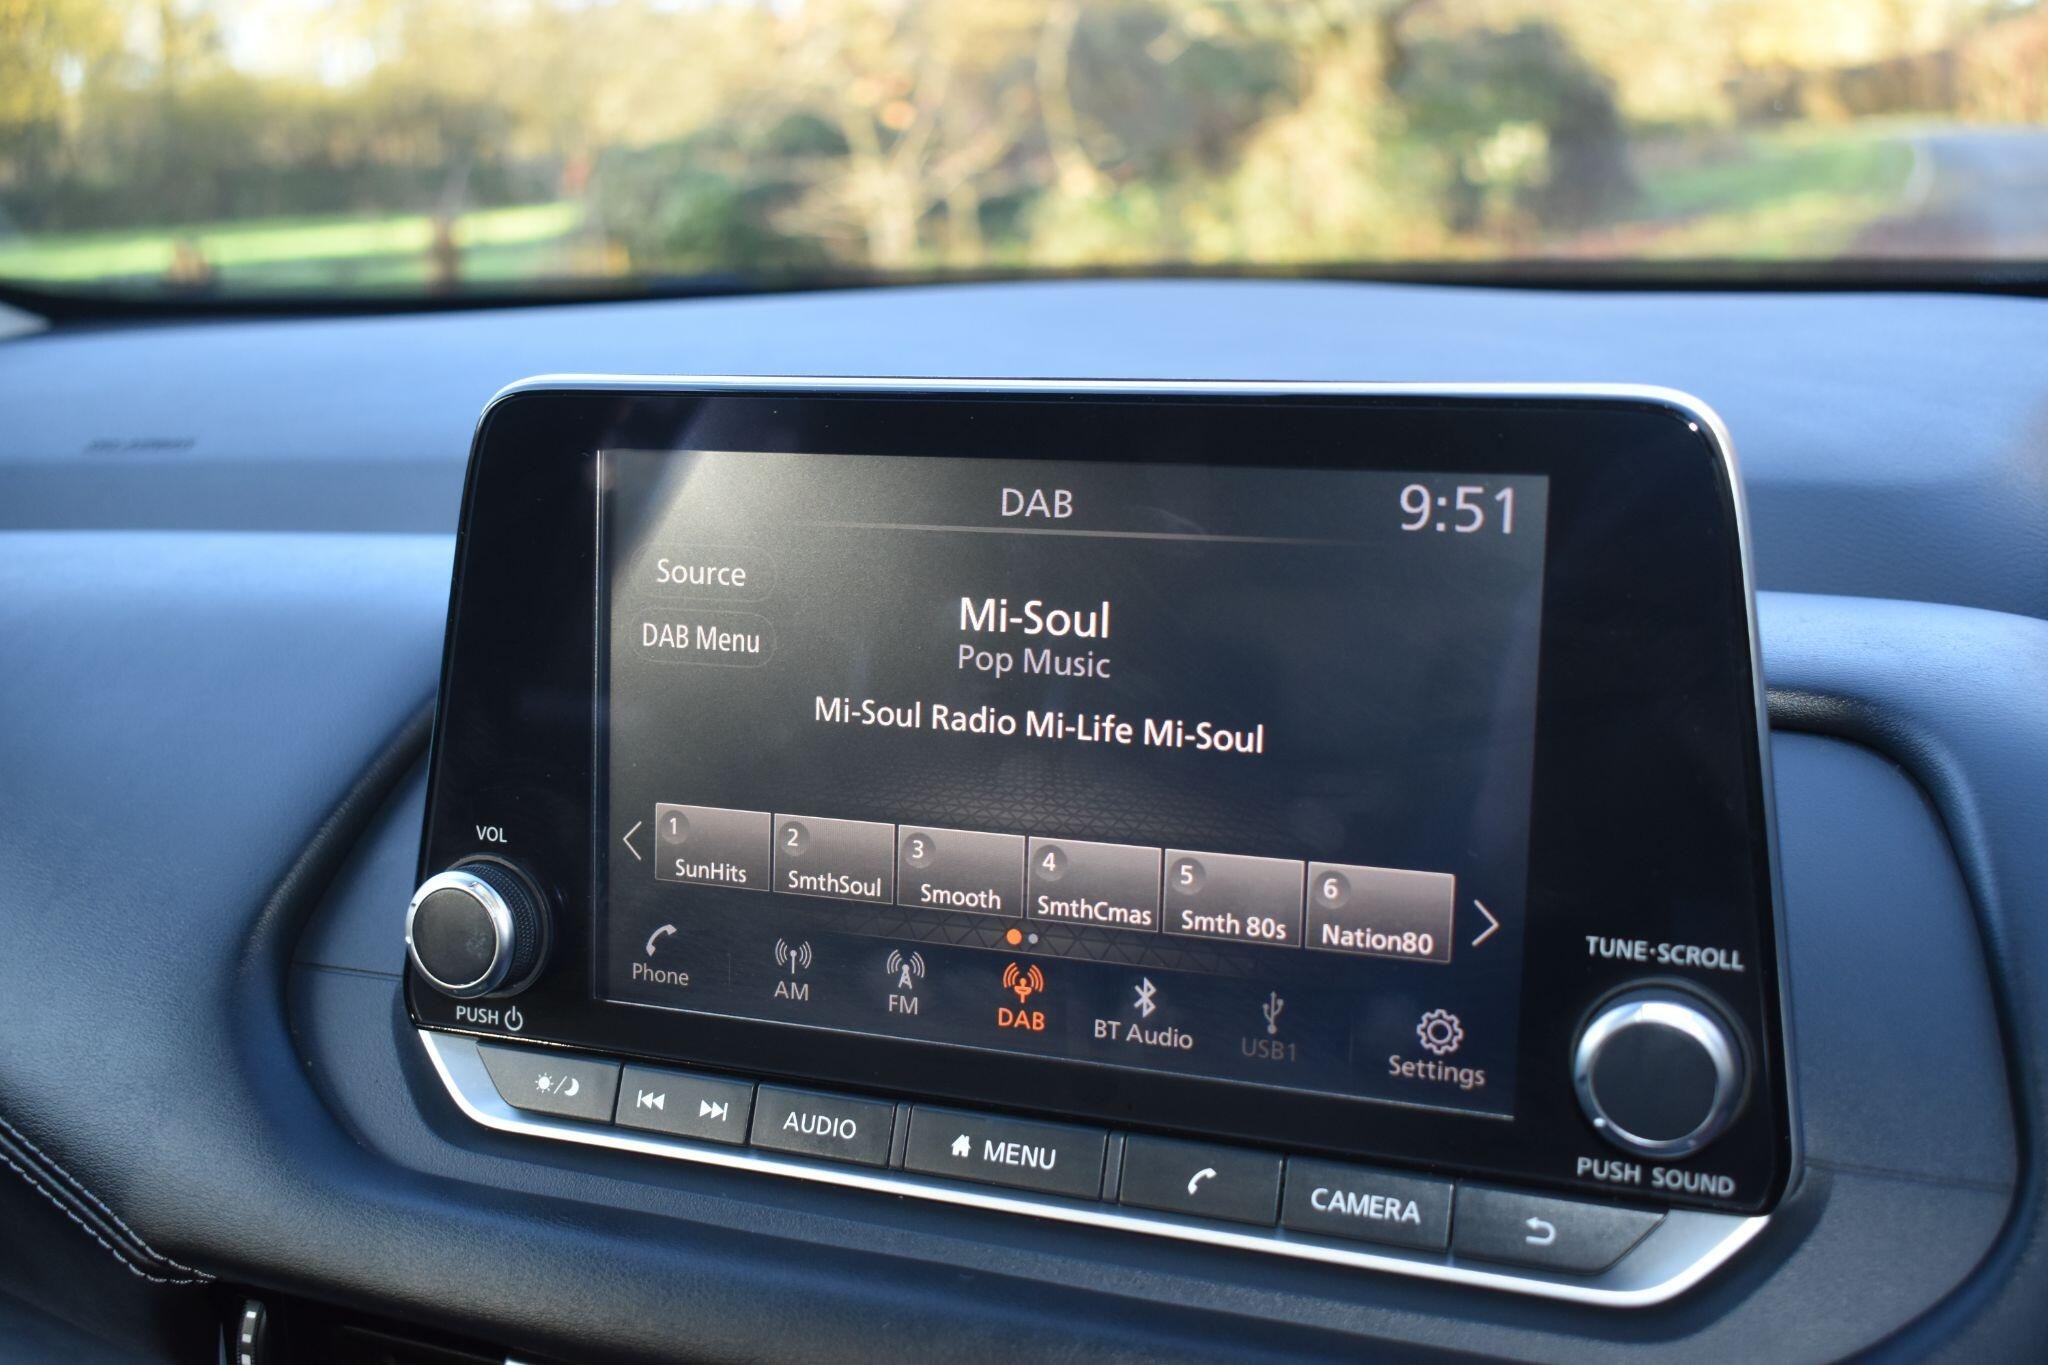 DAB
9:51
Source
DAB Menu
Mi-Soul
Pop Music
Mi-Soul Radio Mi-Life Mi-Soul
1
SunHits
2
SmthSoul
3
Smooth
4
SmthCmas
5
Smth 80s
6
Nation80
Phone
AM
FM
DAB
BT Audio
USB1
Settings
VOL
PUSH
TUNE·SCROLL
PUSH SOUND
AUDIO
MENU
CAMERA